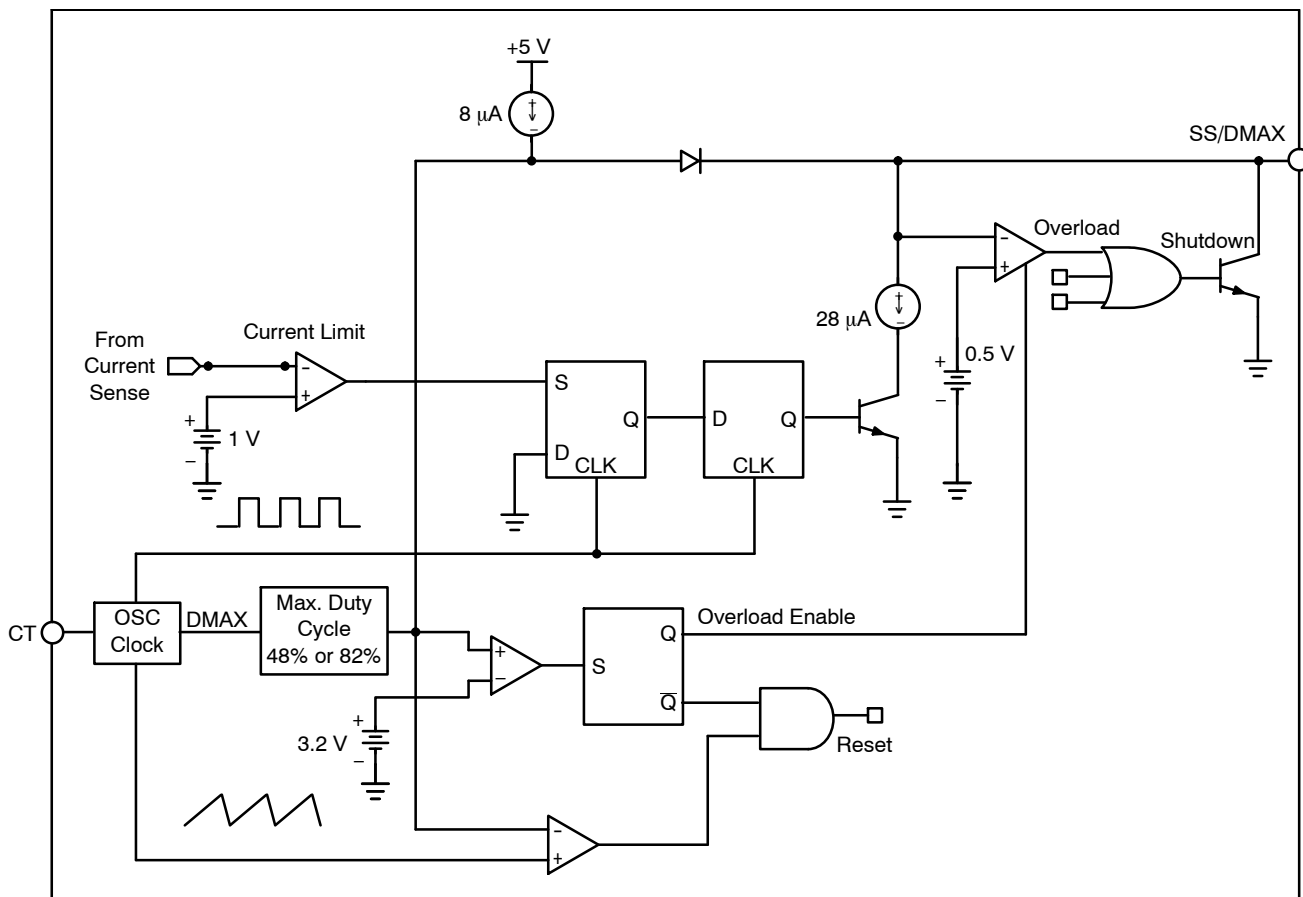 +5 V
8 µA
SS/DMAX
Overload
-
+
Shutdown
28 µA
+
0.5 V
−
Current Limit
From
Current
Sense
-
+
+
1 V
−
S
Q
D
CLK
D
Q
CLK
CT
OSC
Clock
DMAX
Max. Duty
Cycle
48% or 82%
+
−
+
3.2 V
−
S
Q
Q̅
Overload Enable
Reset
-
+